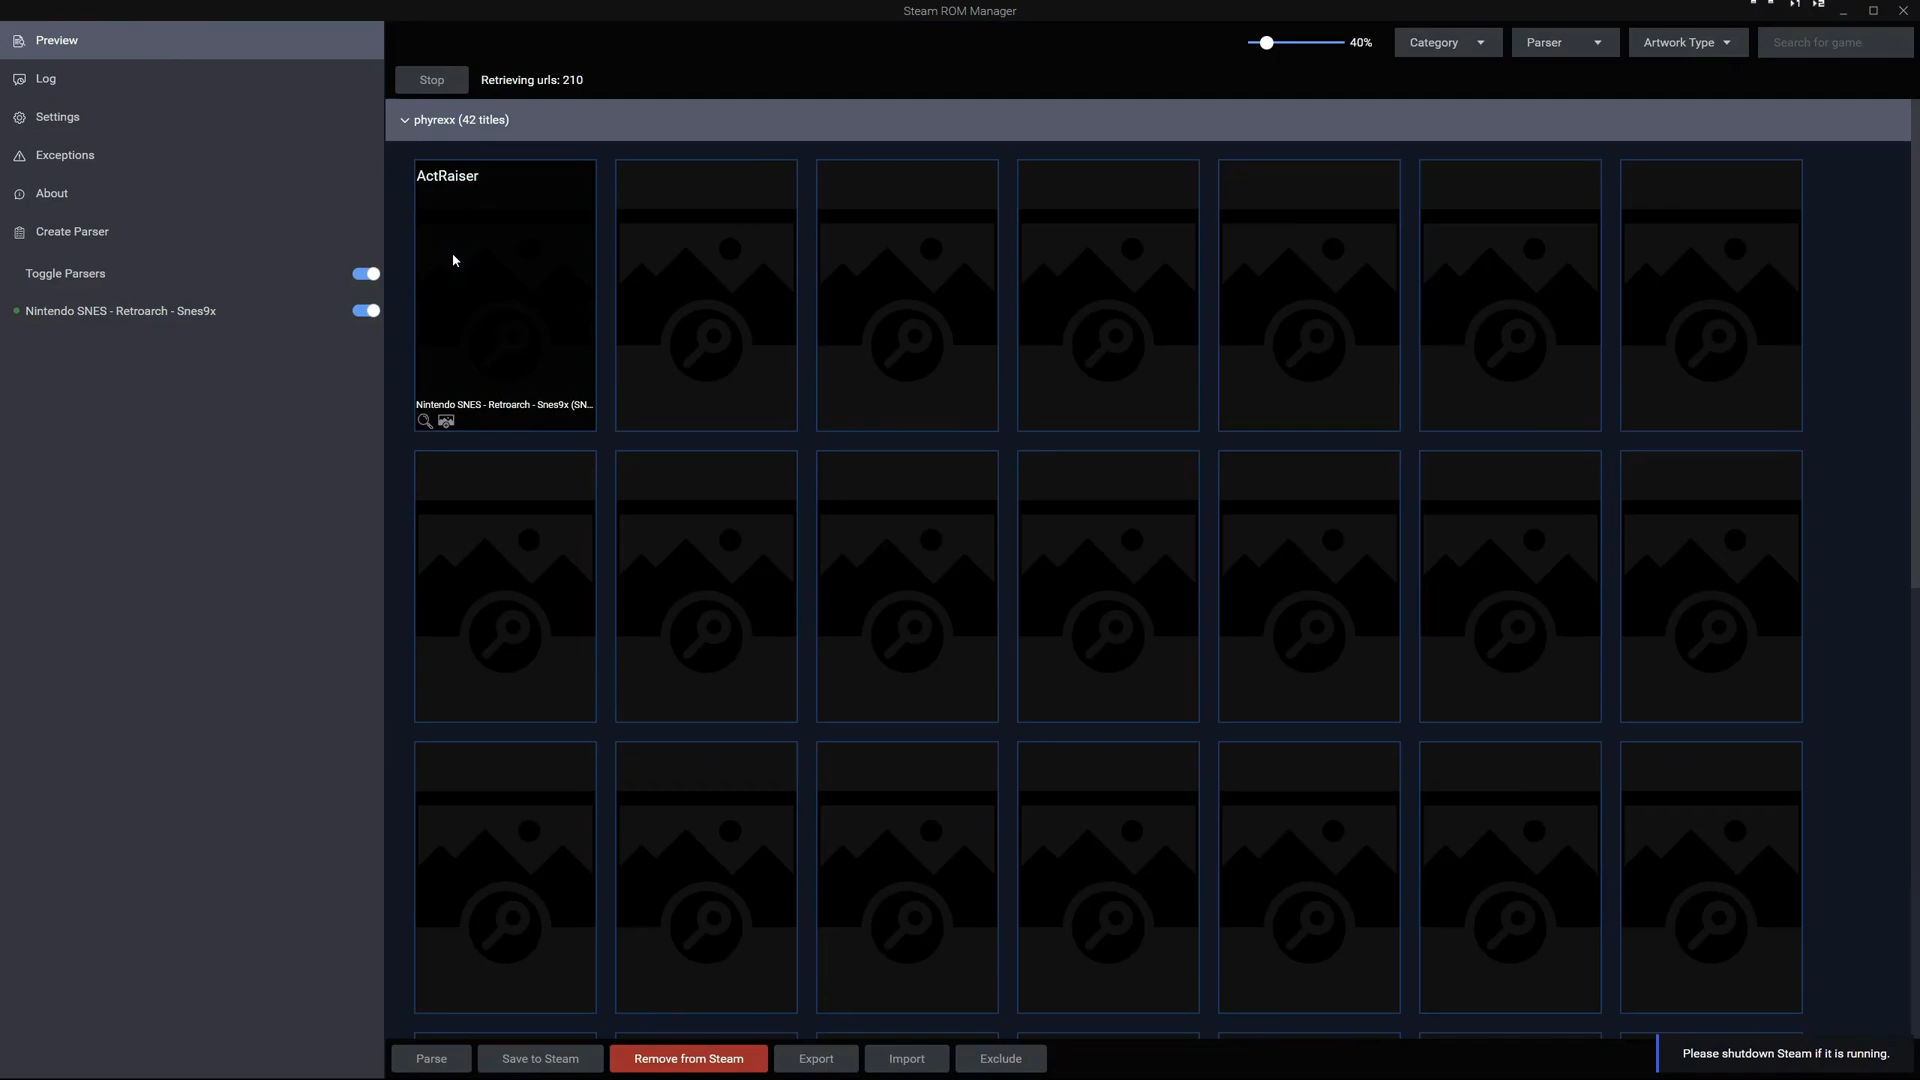 Steam ROM Manager
Preview
Log
Settings
Exceptions
About
Create Parser
Toggle Parsers
Nintendo SNES - Retroarch - Snes9x
40%
Category
Parser
Artwork Type
Search for game
Stop
Retrieving urls: 210
phyrexx (42 titles)
ActRaiser
Nintendo SNES - Retroarch - Snes9x (SN...
Parse
Save to Steam
Remove from Steam
Export
Import
Exclude
Please shutdown Steam if it is running.